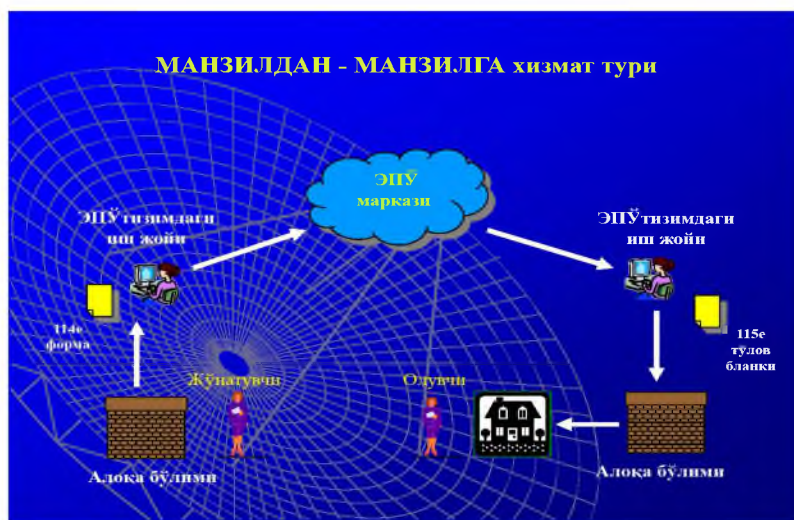 МАНЗИЛДАН - МАНЗИЛГА хизмат тури
ЭПЎ
маркази
ЭПЎтизимдаги
иш жойи
ЭПЎтизимдаги
иш жойи
114е
форма
115е
тўлов
бланки
Жўнатувчи
Олувчи
Алоқа бўлими
Алоқа бўлими